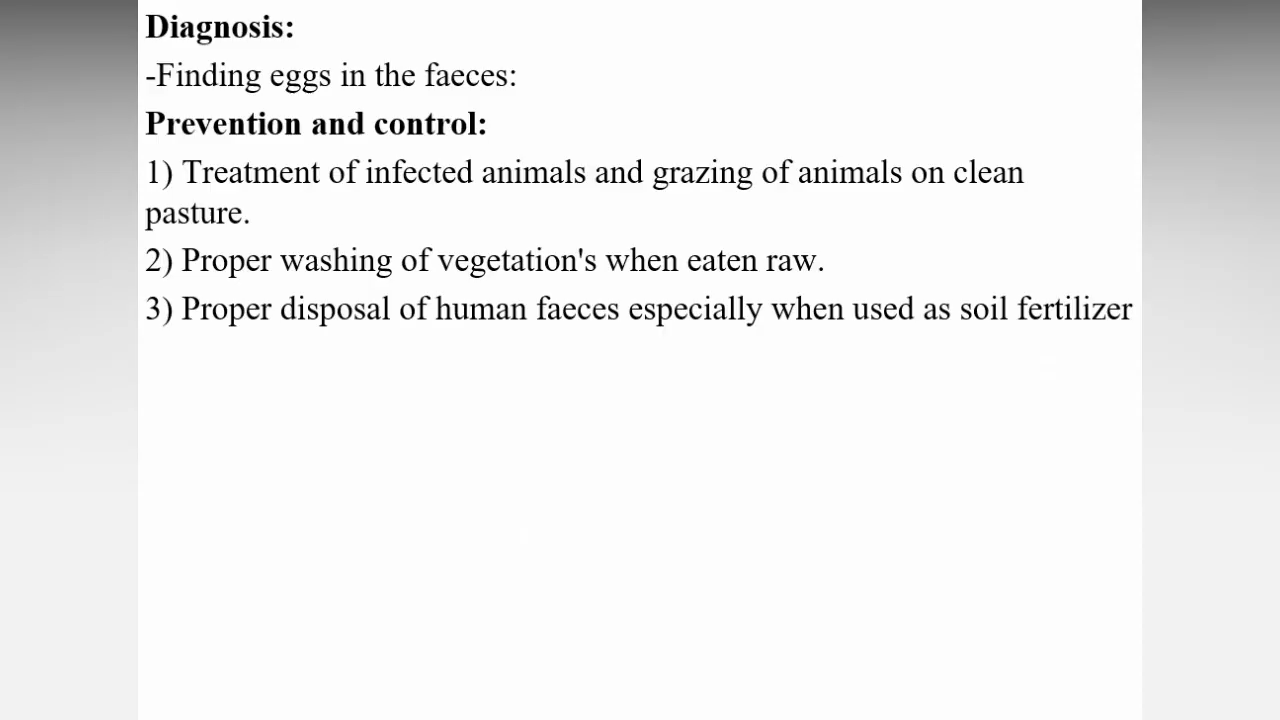 Diagnosis:
-Finding eggs in the faeces:
Prevention and control:
1) Treatment of infected animals and grazing of animals on clean
pasture.
2) Proper washing of vegetation's when eaten raw.
3) Proper disposal of human faeces especially when used as soil fertilizer